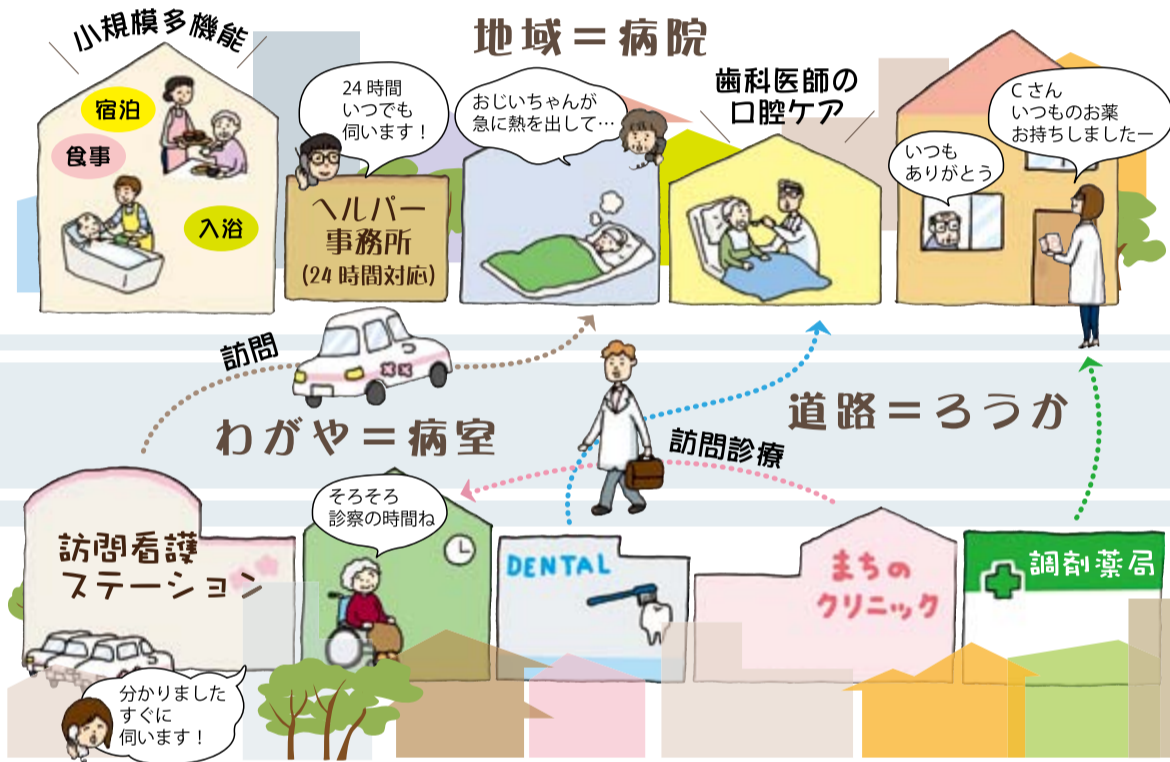 小規模多機能
宿泊
食事
入浴
24時間
いつでも
伺います！
ヘルパー
事務所
(24時間対応)
地域＝病院
おじいちゃんが
急に熱を出して…
歯科医師の
口腔ケア
いつも
ありがとう
Cさん
いつものお薬
お持ちしましたー
訪問
わがや＝病室
道路＝ろうか
訪問診療
訪問看護
ステーション
分かりました
すぐに
伺います！
そろそろ
診察の時間ね
DENTAL
まちの
クリニック
調剤薬局